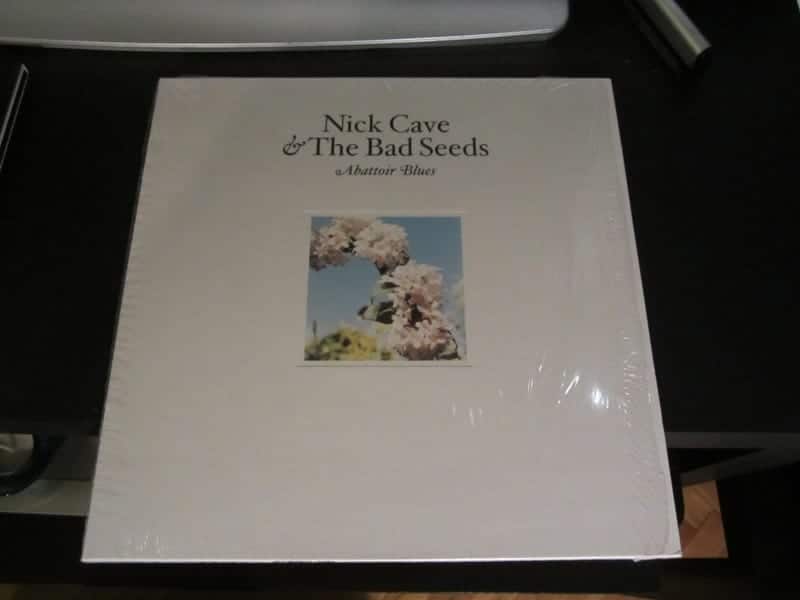 Nick Cave
& The Bad Seeds
Abattoir Blues